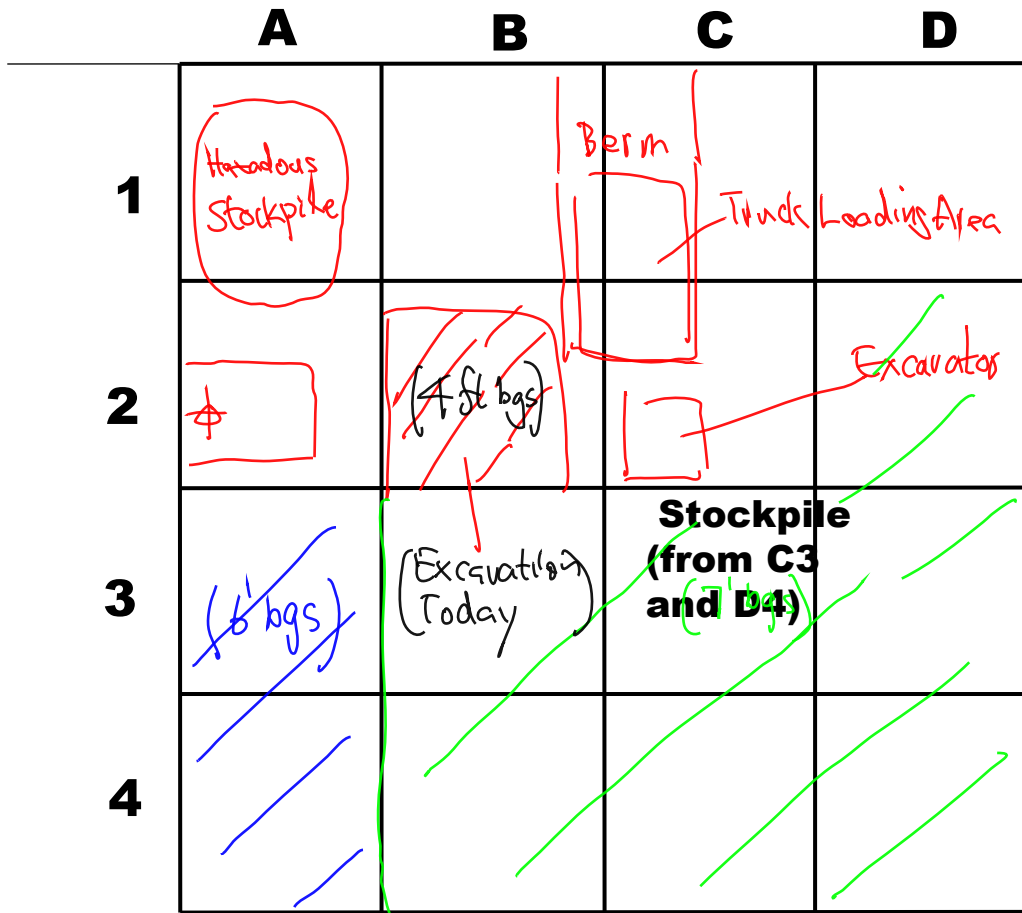 A B C D
1
Hazadous
Stockpile
Berm
Truck Loading Area
2
(4 ft bgs)
Excavator
3
(6' bgs)
(Excavation
Today)
Stockpile
(from C3
and D4)
(7' bgs)
4